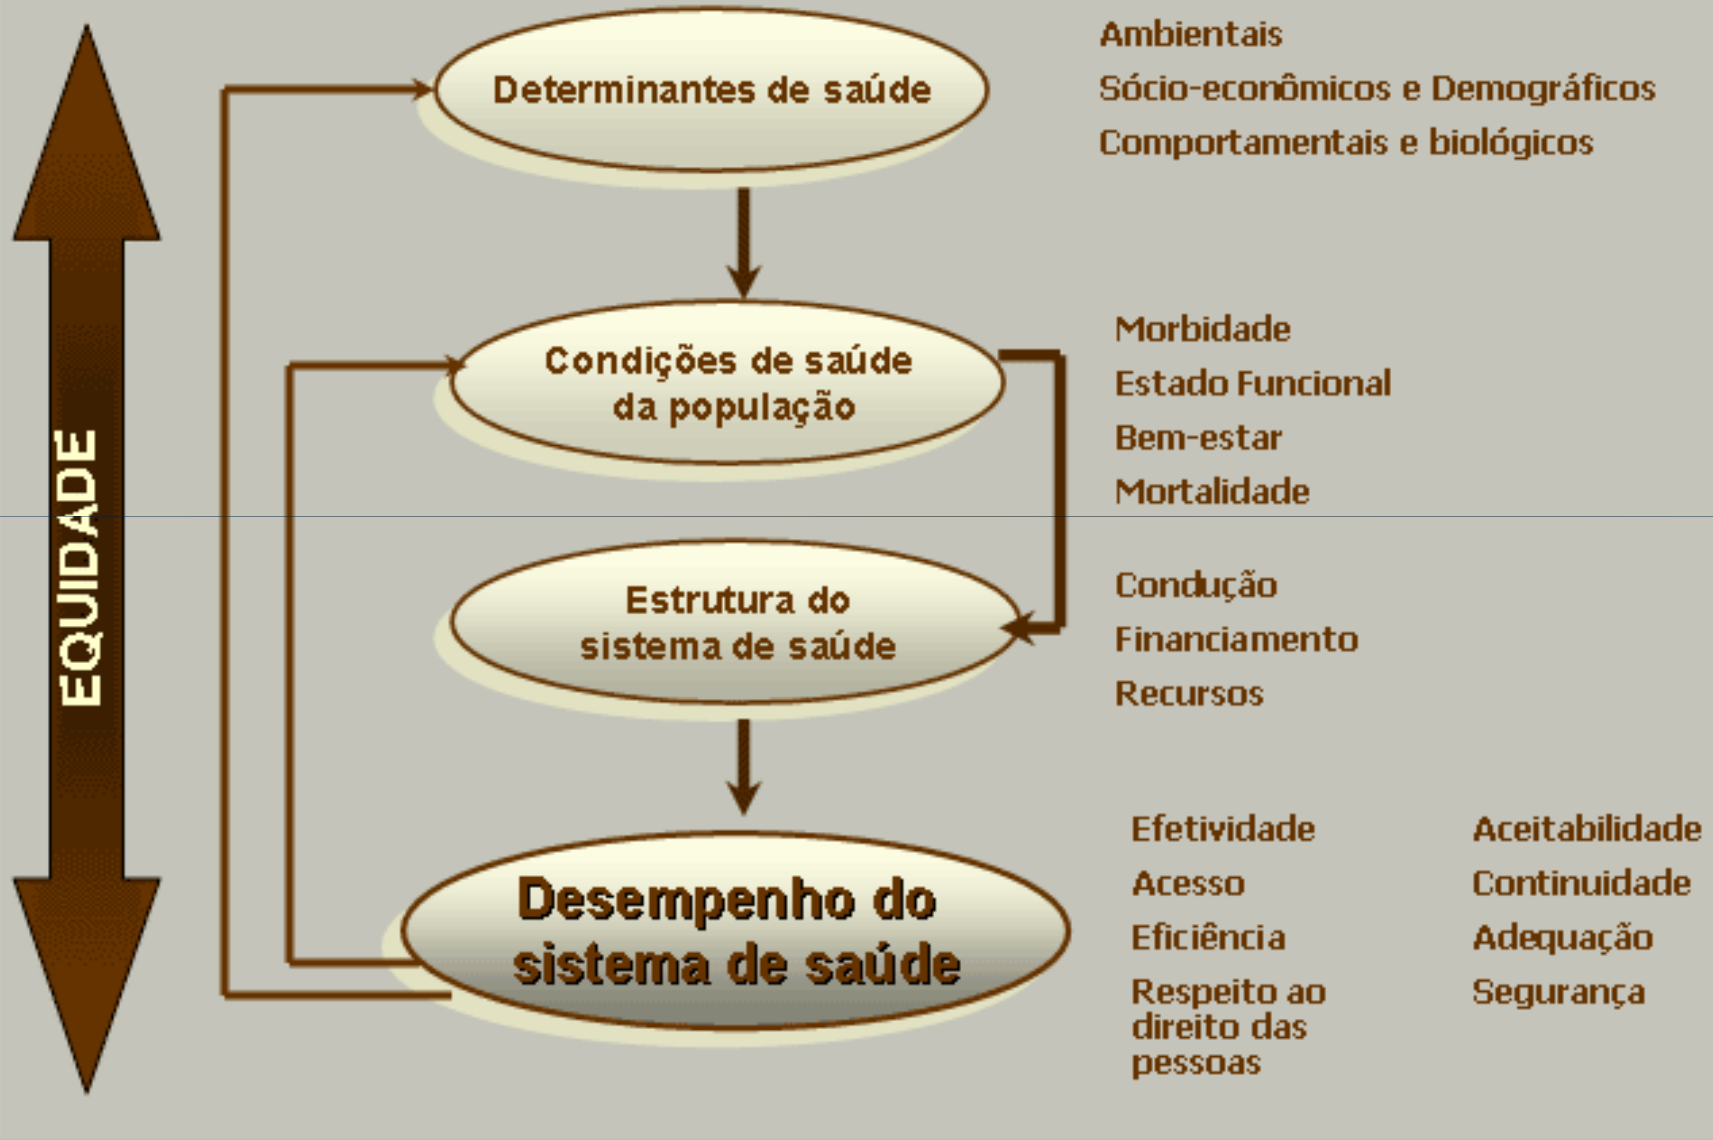 EQUIDADE
Determinantes de saúde
Ambientais
Sócio-econômicos e Demográficos
Comportamentais e biológicos
Condições de saúde
da população
Morbidade
Estado Funcional
Bem-estar
Mortalidade
Estrutura do
sistema de saúde
Condução
Financiamento
Recursos
Desempenho do
sistema de saúde
Efetividade
Acesso
Eficiência
Respeito ao
direito das
pessoas
Aceitabilidade
Continuidade
Adequação
Segurança